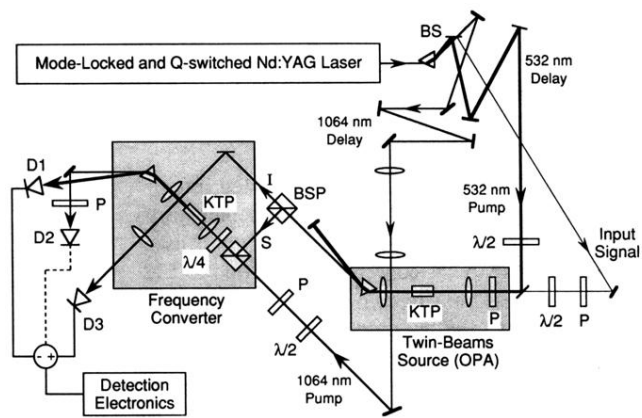 BS
Mode-Locked and Q-switched Nd:YAG Laser
532 nm
Delay
1064 nm
Delay
D1
I
KTP
BSP
P
532 nm
Pump
D2
S
λ/4
λ/2
Input
Signal
D3
P
KTP
P
λ/2
P
Frequency
Converter
λ/2
Twin-Beams
Source (OPA)
+
-
1064 nm
Pump
Detection
Electronics